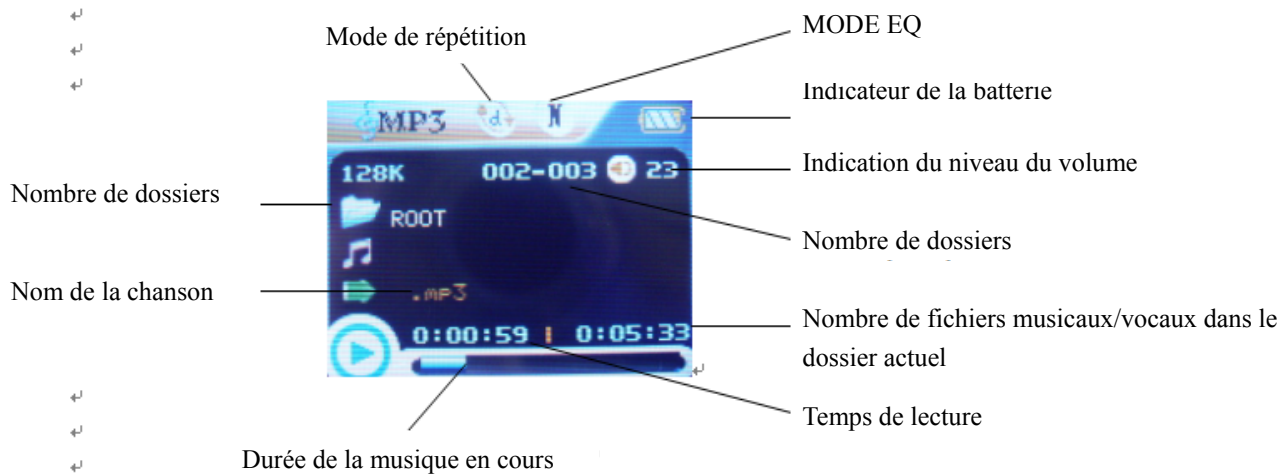 Mode de répétition
MODE EQ
Indicateur de la batterie
MP3 d N
128K 002-003 23
Indication du niveau du volume
Nombre de dossiers
ROOT
Nombre de dossiers
Nom de la chanson
.mp3
0:00:59 0:05:33
Nombre de fichiers musicaux/vocaux dans le
dossier actuel
Temps de lecture
Durée de la musique en cours